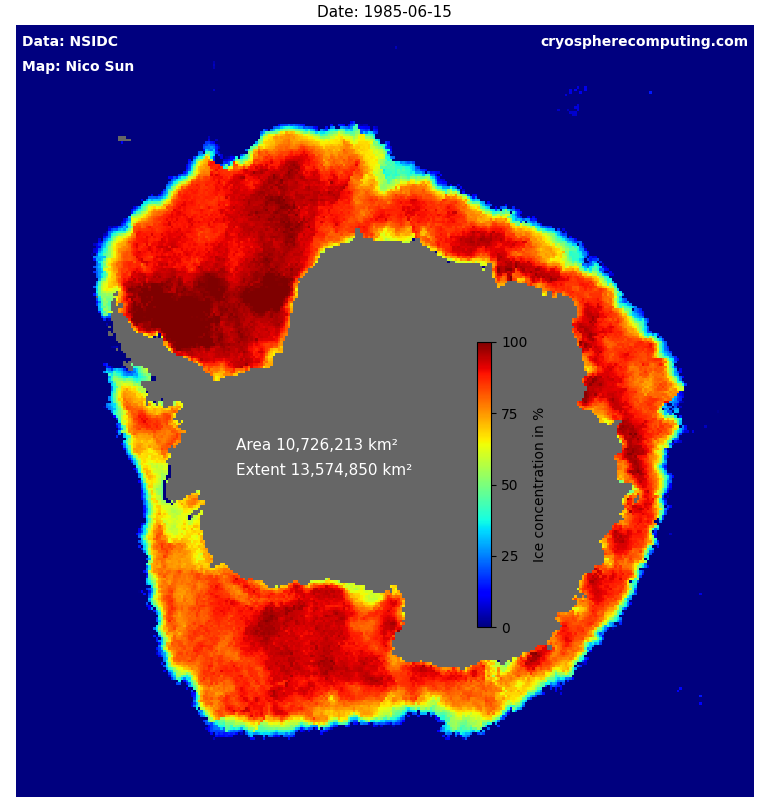 Date: 1985-06-15
Data: NSIDC
cryospherecomputing.com
Map: Nico Sun
100
75
50
25
0
Ice concentration in %
Area 10,726,213 km²
Extent 13,574,850 km²